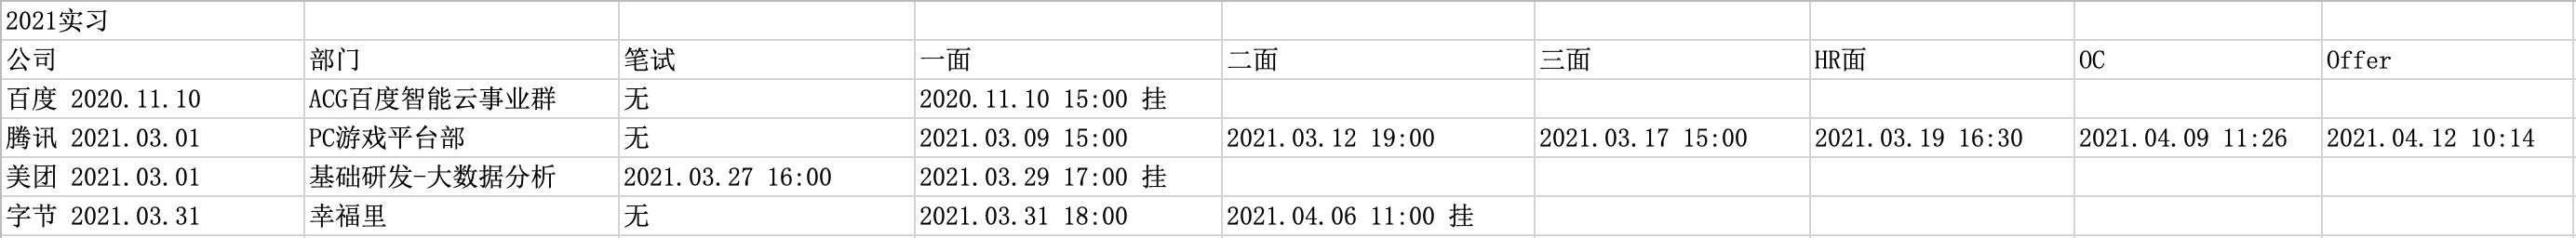 2021实习
公司 部门 笔试 一面 二面 三面 HR面 OC Offer
百度 2020.11.10 ACG百度智能云事业群 无 2020.11.10 15:00 挂
腾讯 2021.03.01 PC游戏平台部 无 2021.03.09 15:00 2021.03.12 19:00 2021.03.17 15:00 2021.03.19 16:30 2021.04.09 11:26 2021.04.12 10:14
美团 2021.03.01 基础研发-大数据分析 2021.03.27 16:00 2021.03.29 17:00 挂
字节 2021.03.31 幸福里 无 2021.03.31 18:00 2021.04.06 11:00 挂